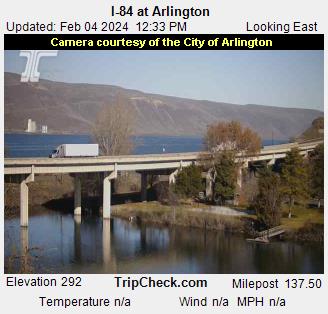 I-84 at Arlington
Updated: Feb 04 2024 12:33 PM Looking East
Camera courtesy of the City of Arlington
Elevation 292 TripCheck.com Milepost 137.50
Temperature n/a Wind n/a MPH n/a